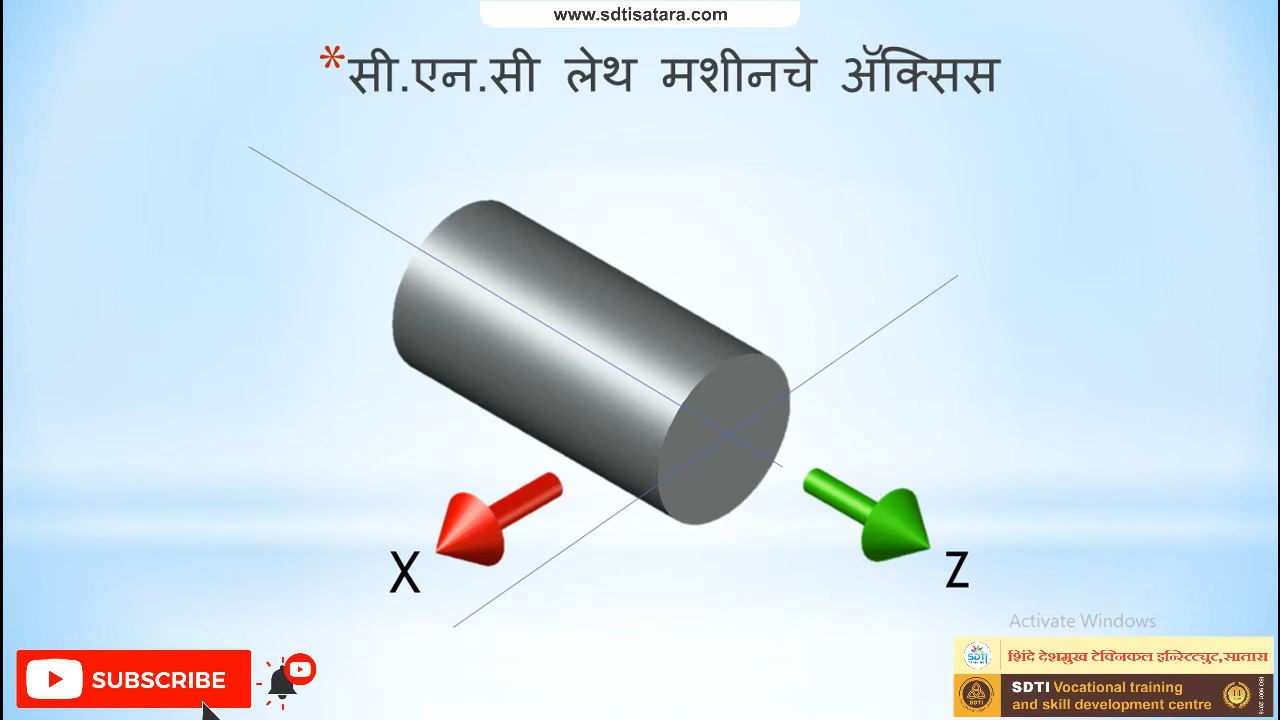 www.sdtisatara.com
*सी.एन.सी लेथ मशीनचे ॲक्सिस
X
Z
Activate Windows
SUBSCRIBE
SDTI
शिंदे देशमुख टेक्निकल इन्स्टिट्युट,सातारा
SDTI Vocational training
and skill development centre